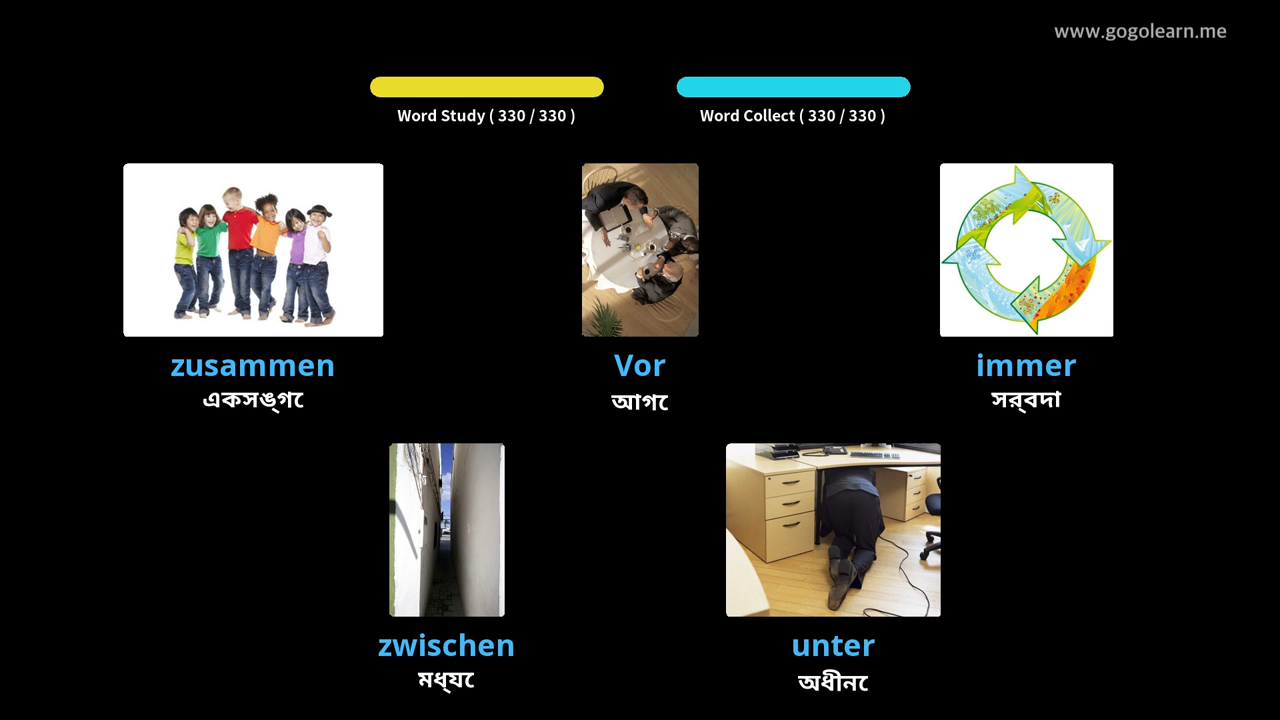 www.gogolearn.me
Word Study ( 330 / 330 )
Word Collect ( 330 / 330 )
zusammen
একসঙ্গে
Vor
আগে
immer
সর্বদা
zwischen
মধ্যে
unter
অধীনে